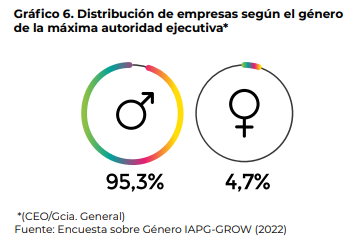 Gráfico 6. Distribución de empresas según el género
de la máxima autoridad ejecutiva*
95,3%
4,7%
*(CEO/Gcia. General)
Fuente: Encuesta sobre Género IAPG-GROW (2022)